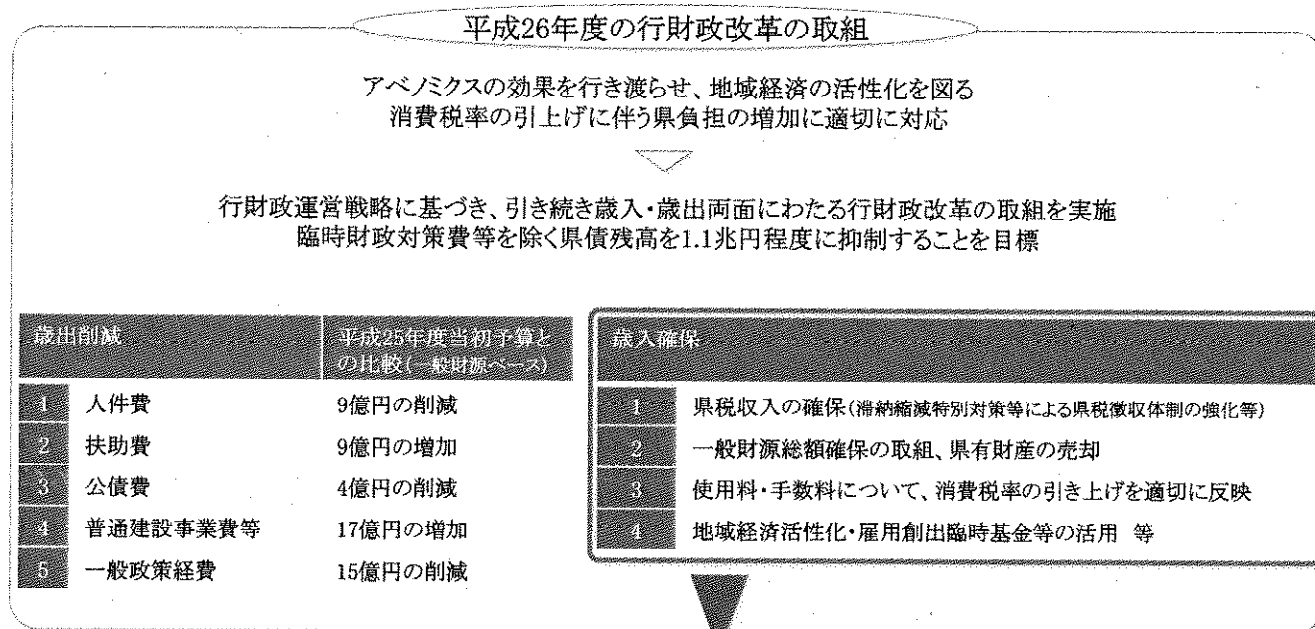 平成26年度の行財政改革の取組
アベノミクスの効果を行き渡らせ、地域経済の活性化を図る
消費税率の引上げに伴う県負担の増加に適切に対応
行財政運営戦略に基づき、引き続き歳入・歳出両面にわたる行財政改革の取組を実施
臨時財政対策費等を除く県債残高を1.1兆円程度に抑制することを目標
歳出削減
平成25年度当初予算と
の比較(一般財源ベース)
1 人件費 9億円の削減
2 扶助費 9億円の増加
3 公債費 4億円の削減
4 普通建設事業費等 17億円の増加
5 一般政策経費 15億円の削減
歳入確保
1 県税収入の確保(滞納縮減特別対策等による県税徴収体制の強化等)
2 一般財源総額確保の取組、県有財産の売却
3 使用料・手数料について、消費税率の引き上げを適切に反映
4 地域経済活性化・雇用創出臨時基金等の活用 等